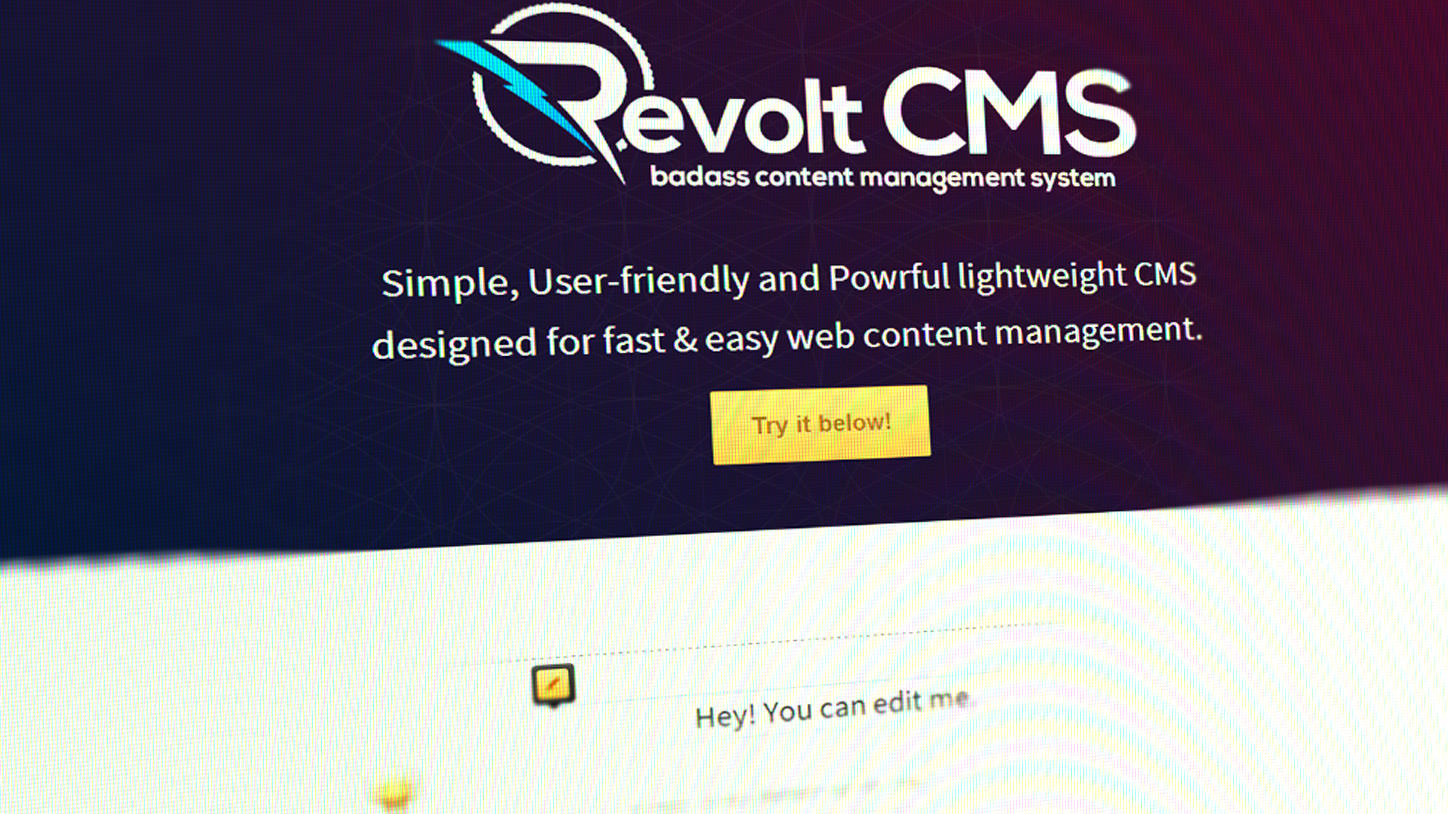 Revolt CMS
badass content management system
Simple, User-friendly and Powrful lightweight CMS
designed for fast & easy web content management.
Try it below!
Hey! You can edit me